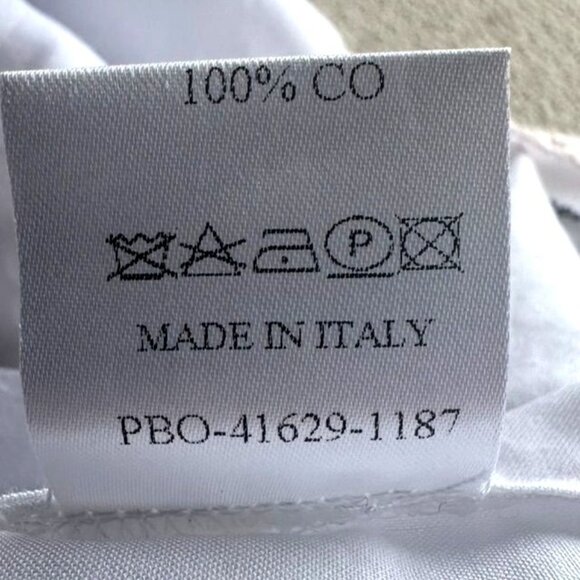 100% CO
P
MADE IN ITALY
PBO-41629-1187